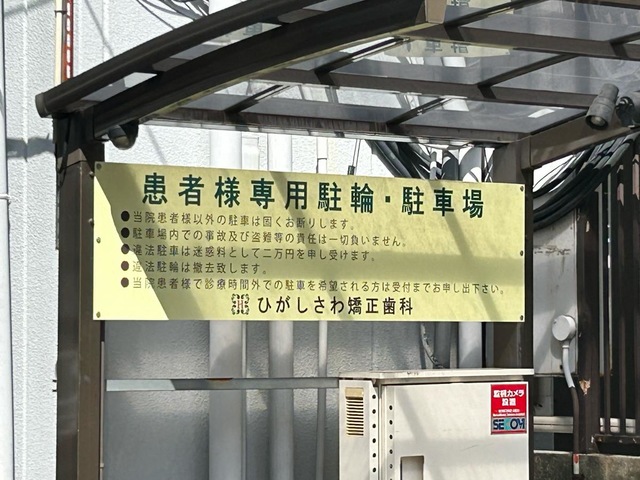 患者様専用駐輪・駐車場
●当院患者様以外の駐車は固くお断りします。
●駐車場内での事故及び盗難等の責任は一切負いません。
●違法駐車は迷惑料として二万円を申し受けます。
●違法駐輪は撤去致します。
●当院患者様で診療時間外での駐車を希望される方は受付までお申し出下さい。
ひがしさわ矯正歯科
監視カメラ
設置